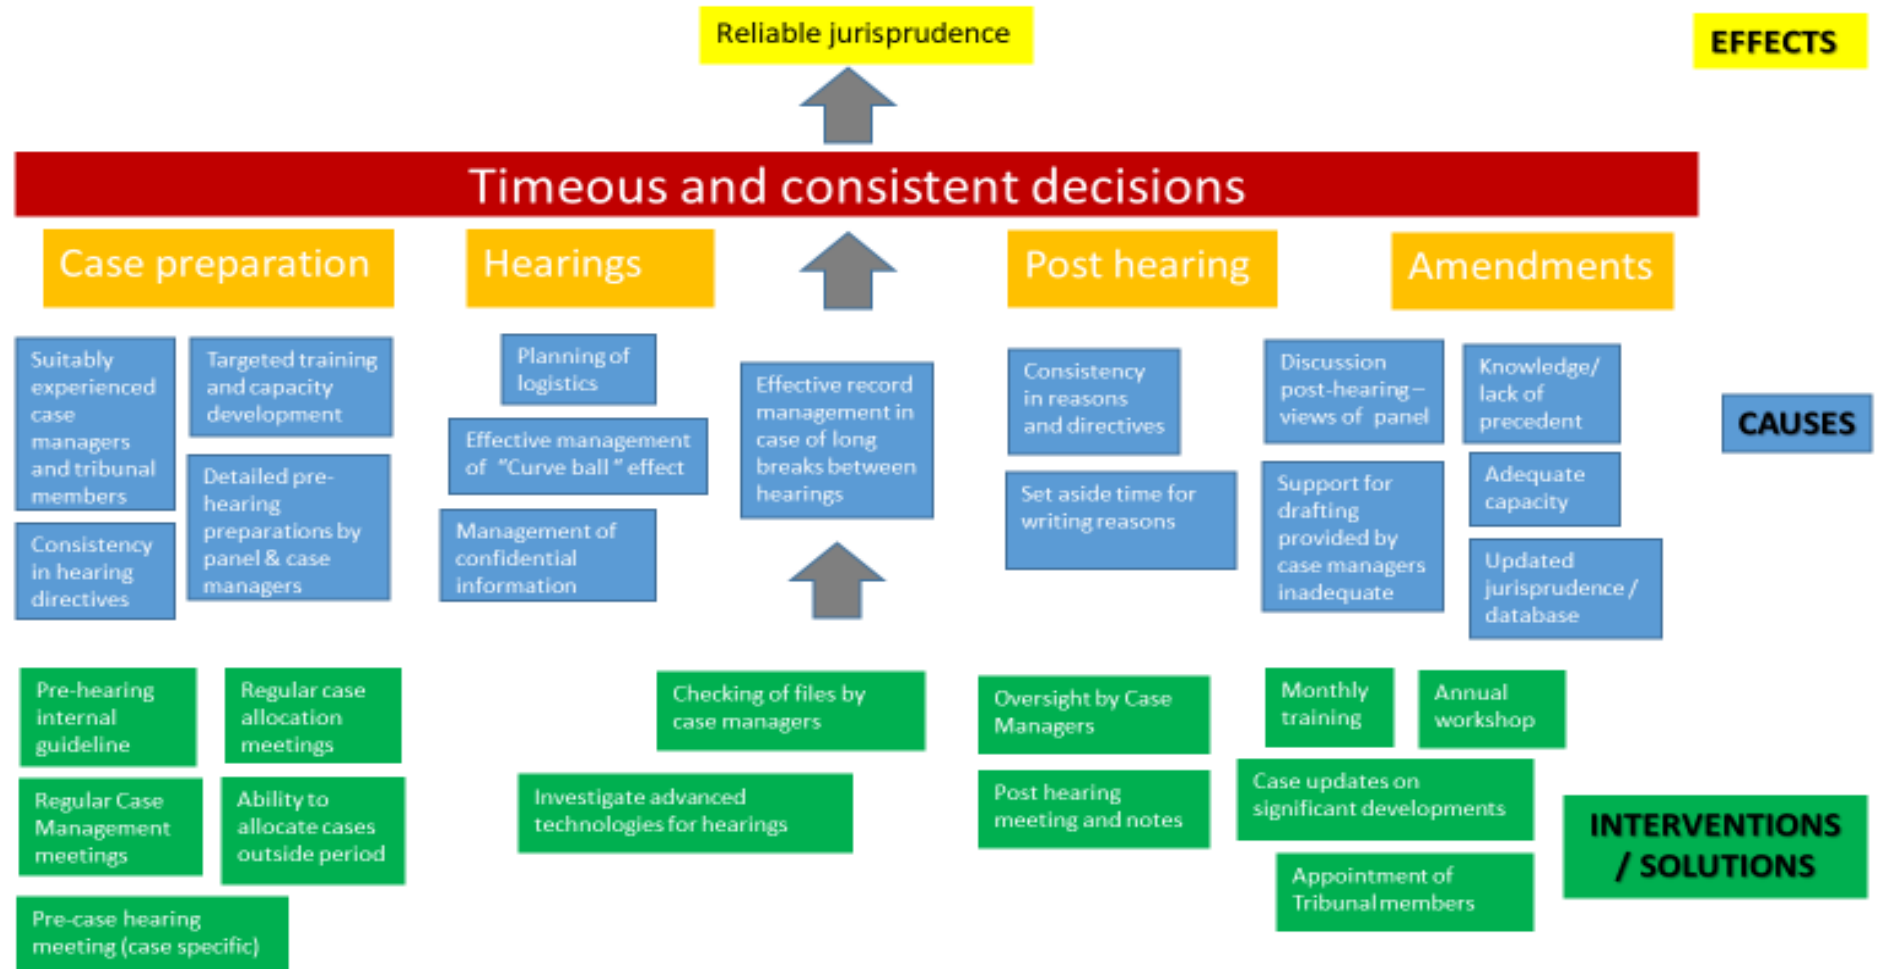 Reliable jurisprudence
EFFECTS
Timeous and consistent decisions
Case preparation
Hearings
Post hearing
Amendments
Suitably
experienced
case
managers
and tribunal
members
Targeted training
and capacity
development
Consistency
in hearing
directives
Detailed pre-
hearing
preparations by
panel & case
managers
Planning of
logistics
Effective management
of "Curve ball " effect
Management of
confidential
information
Effective record
management in
case of long
breaks between
hearings
Consistency
in reasons
and directives
Set aside time for
writing reasons
Discussion
post-hearing –
views of panel
Support for
drafting
provided by
case managers
inadequate
Knowledge/
lack of
precedent
Adequate
capacity
Updated
jurisprudence /
database
CAUSES
Pre-hearing
internal
guideline
Regular case
allocation
meetings
Regular Case
Management
meetings
Ability to
allocate cases
outside period
Pre-case hearing
meeting (case specific)
Checking of files by
case managers
Investigate advanced
technologies for hearings
Oversight by Case
Managers
Post hearing
meeting and notes
Monthly
training
Annual
workshop
Case updates on
significant developments
Appointment of
Tribunal members
INTERVENTIONS
/ SOLUTIONS